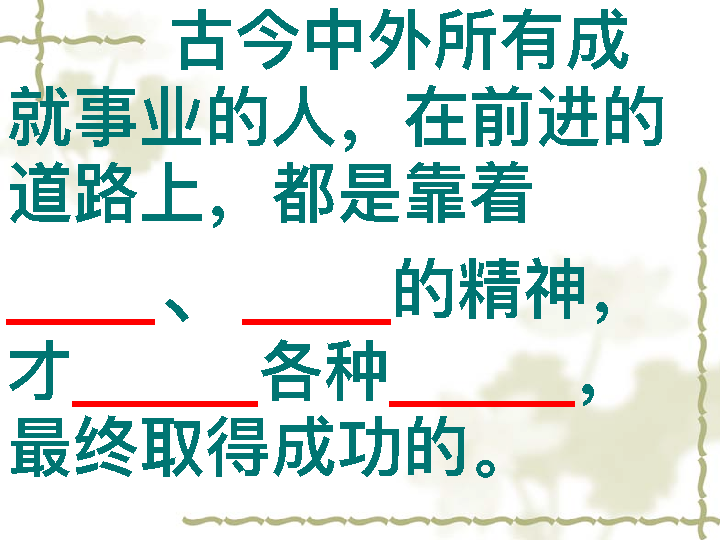 古今中外所有成
就事业的人，在前进的
道路上，都是靠着
____、____的精神，
才_____各种_____，
最终取得成功的。